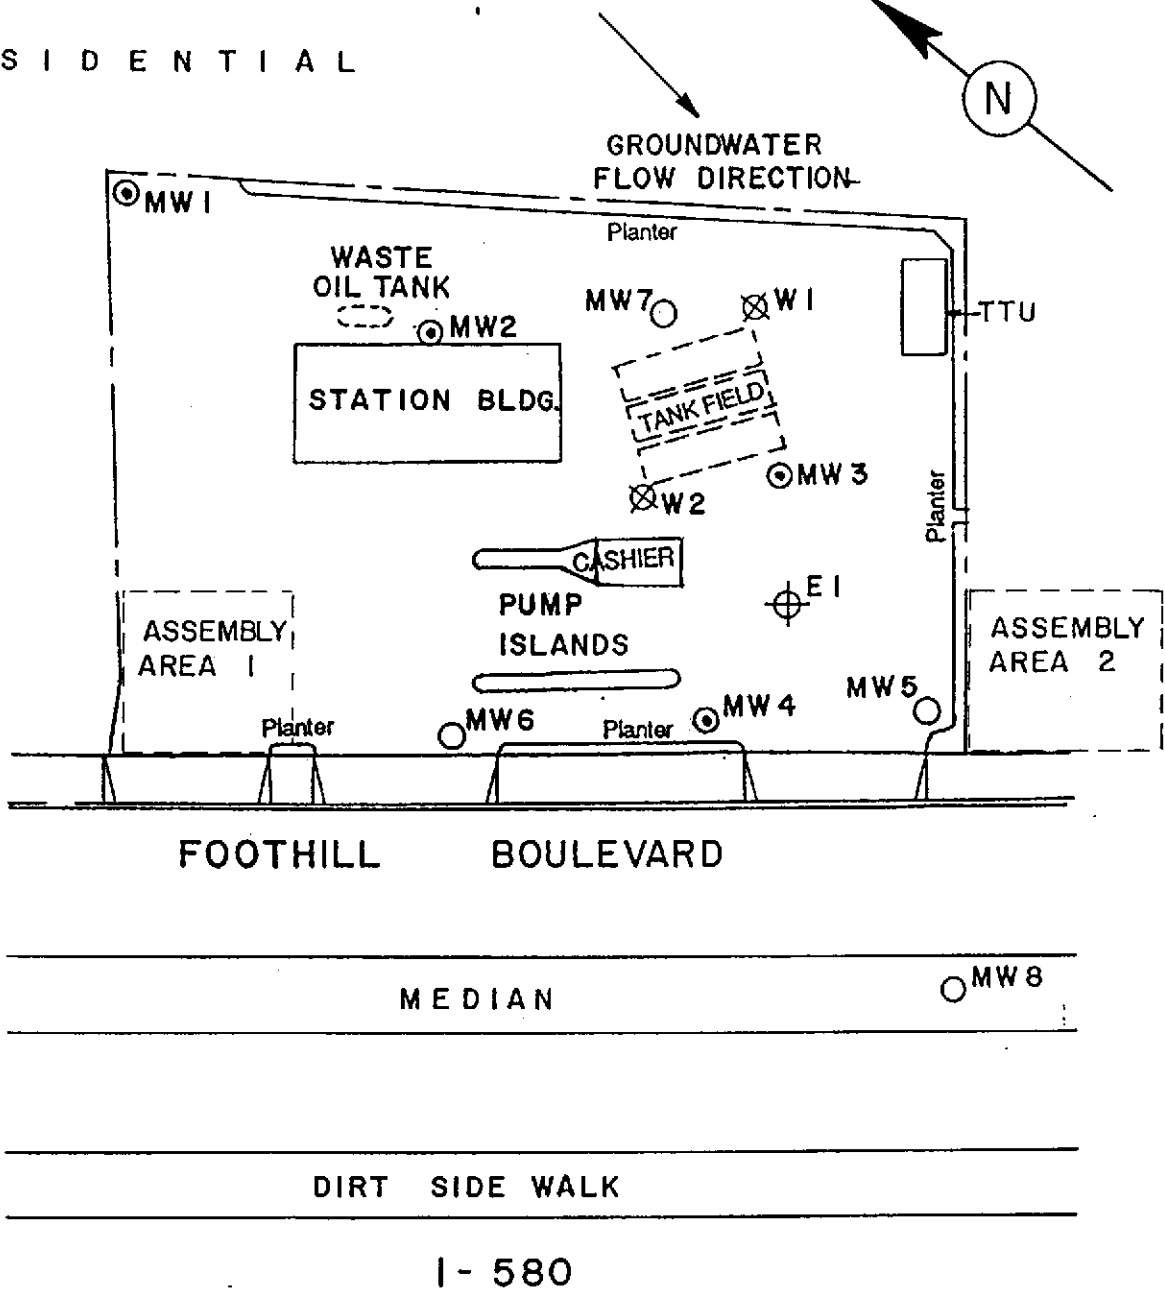 SIDENTIAL
N
GROUNDWATER
FLOW DIRECTION
MW1
Planter
WASTE
OIL TANK
MW7
W1
TTU
MW2
STATION BLDG.
TANK FIELD
MW3
W2
Planter
CASHIER
E1
PUMP
ISLANDS
ASSEMBLY
AREA 1
ASSEMBLY
AREA 2
MW5
MW4
MW6
Planter
Planter
FOOTHILL BOULEVARD
MEDIAN
MW8
DIRT SIDE WALK
I-580